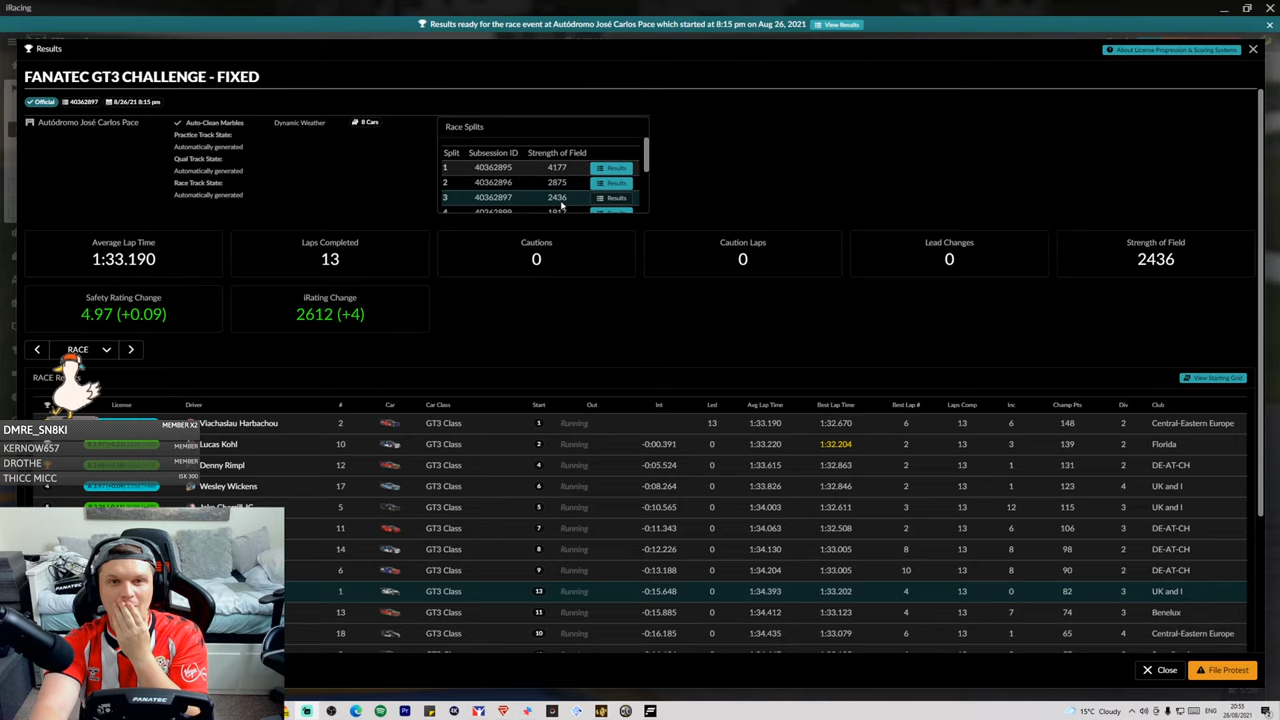 iRacing
Results ready for the race event at Autódromo José Carlos Pace which started at 8:15 pm on Aug 26, 2021 View Results
Results
About License Progression & Scoring Systems
FANATEC GT3 CHALLENGE - FIXED
Official 40362897 8/26/21 8:15 pm
Autódromo José Carlos Pace
Auto-Clean Marbles
Practice Track State:
Automatically generated
Qual Track State:
Automatically generated
Race Track State:
Automatically generated
Dynamic Weather
8 Cars
Race Splits
Split Subsession ID Strength of Field
1 40362895 4177 Results
2 40362896 2875 Results
3 40362897 2436 Results
Average Lap Time
1:33.190
Laps Completed
13
Cautions
0
Caution Laps
0
Lead Changes
0
Strength of Field
2436
Safety Rating Change
4.97 (+0.09)
iRating Change
2612 (+4)
RACE
View Starting Grid
License Driver # Car Car Class Start Out Int Led Avg Lap Time Best Lap Time Best Lap # Laps Comp Inc Champ Pts Div Club
Viachaslau Harbachou 2 GT3 Class 1 Running 13 1:33.190 1:32.670 6 13 6 148 2 Central-Eastern Europe
Lucas Kohl 10 GT3 Class 2 Running -0:00.391 0 1:33.220 1:32.204 2 13 3 139 2 Florida
Denny Rimpl 12 GT3 Class 4 Running -0:05.524 0 1:33.615 1:32.863 2 13 1 131 2 DE-AT-CH
Wesley Wickens 17 GT3 Class 6 Running -0:08.264 0 1:33.826 1:32.846 2 13 1 123 4 UK and I
5 GT3 Class 5 Running -0:10.565 0 1:34.003 1:32.611 3 13 12 115 3 UK and I
11 GT3 Class 7 Running -0:11.343 0 1:34.063 1:32.508 2 13 6 106 3 DE-AT-CH
14 GT3 Class 8 Running -0:12.226 0 1:34.130 1:33.005 8 13 8 98 2 DE-AT-CH
6 GT3 Class 9 Running -0:13.188 0 1:34.204 1:33.005 10 13 8 90 2 DE-AT-CH
1 GT3 Class 13 Running -0:15.648 0 1:34.393 1:33.202 4 13 0 82 3 UK and I
13 GT3 Class 11 Running -0:15.885 0 1:34.412 1:33.123 4 13 7 74 3 Benelux
18 GT3 Class 10 Running -0:16.185 0 1:34.435 1:33.079 6 13 1 65 4 Central-Eastern Europe
DMRE_SN8KI MEMBER X2
KERNOW657 MEMBER
DROTHE MEMBER
THICC MICC ISK 300
FANATEC
Close File Protest
15°C Cloudy ENG 20:55
26/08/2021